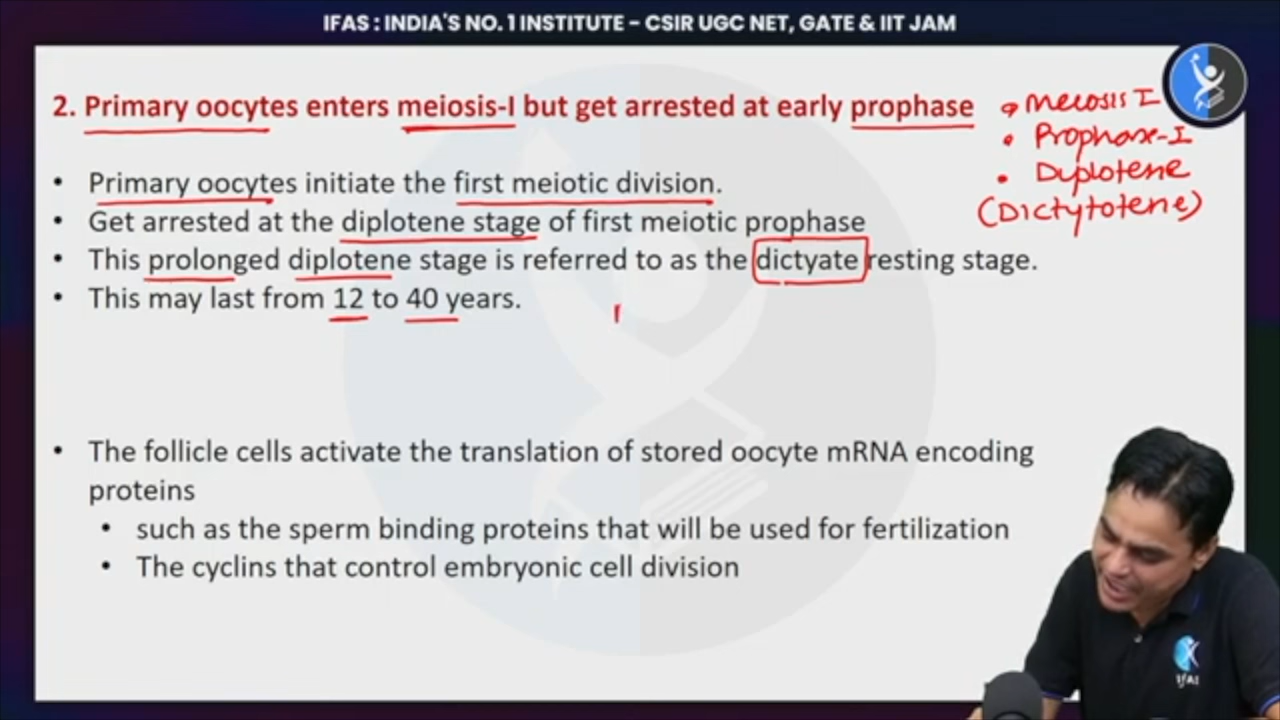 IFAS : INDIA'S NO. 1 INSTITUTE – CSIR UGC NET, GATE & IIT JAM
2. Primary oocytes enters meiosis-I but get arrested at early prophase
• Meiosis I
• Prophase-I
• Diplotene
(Dictytotene)
• Primary oocytes initiate the first meiotic division.
• Get arrested at the diplotene stage of first meiotic prophase
• This prolonged diplotene stage is referred to as the dictyate resting stage.
• This may last from 12 to 40 years.
• The follicle cells activate the translation of stored oocyte mRNA encoding
proteins
• such as the sperm binding proteins that will be used for fertilization
• The cyclins that control embryonic cell division
IFAS